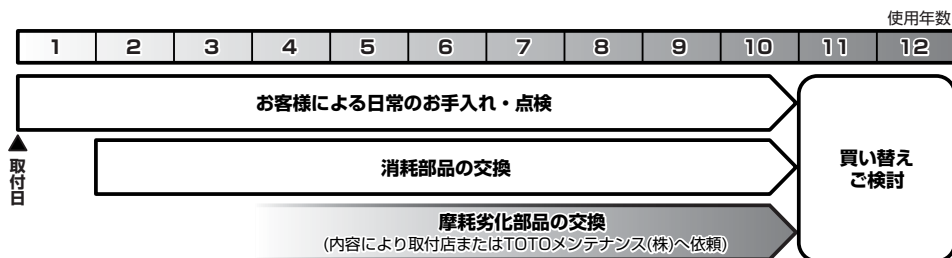 使用年数
1 2 3 4 5 6 7 8 9 10 11 12
お客様による日常のお手入れ・点検
取付日
消耗部品の交換
買い替え
ご検討
摩耗劣化部品の交換
(内容により取付店またはTOTOメンテナンス(株)へ依頼)